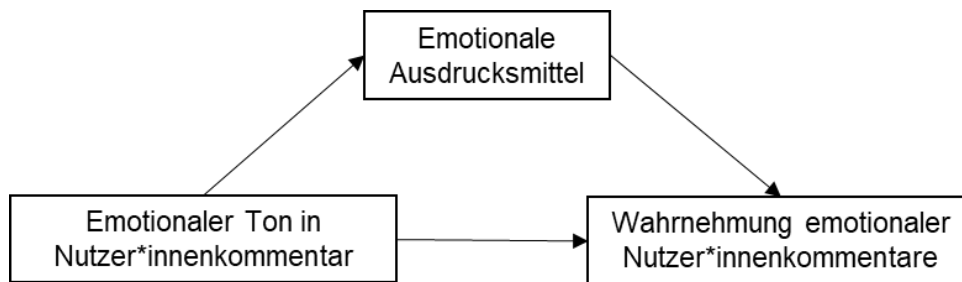 Emotionale
Ausdrucksmittel
Emotionaler Ton in
Nutzer*innenkommentar
Wahrnehmung emotionaler
Nutzer*innenkommentare